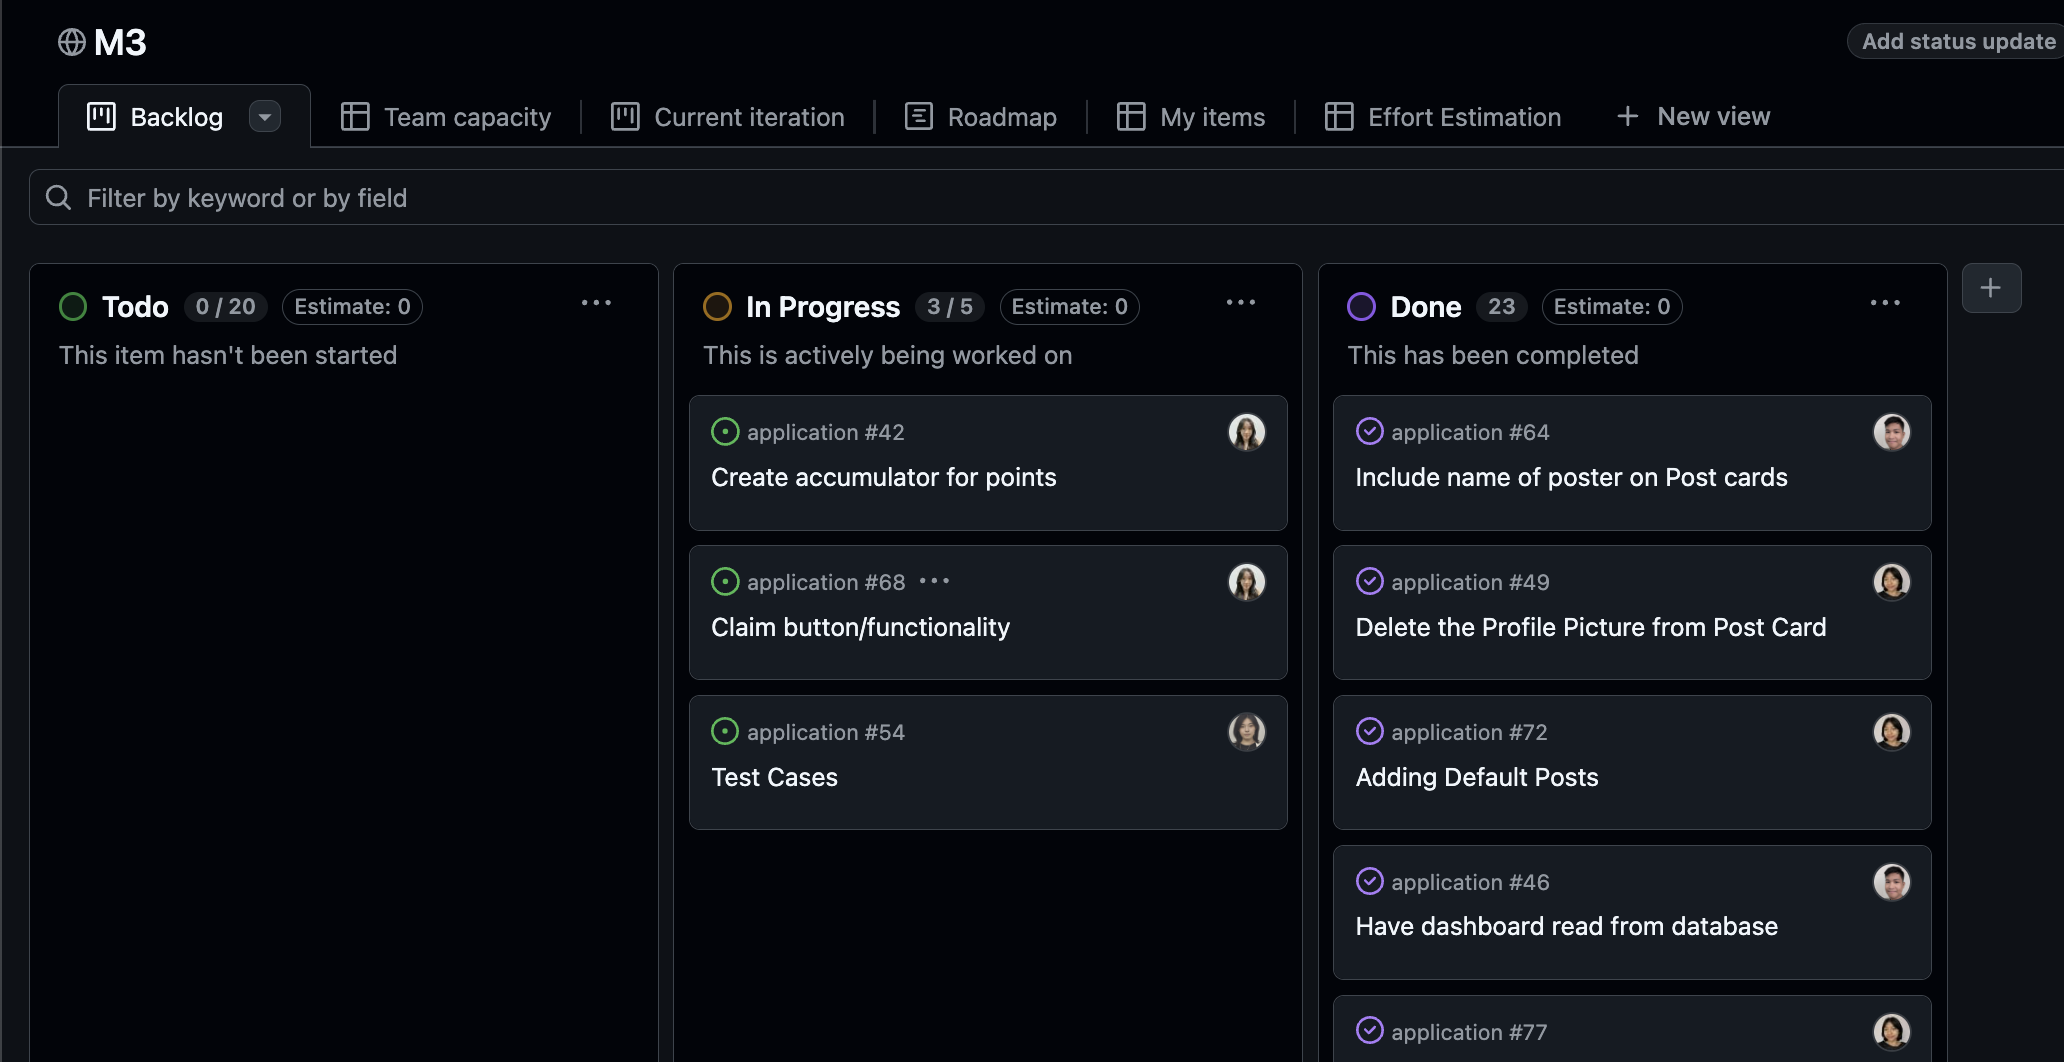 M3
Add status update
Backlog
Team capacity
Current iteration
Roadmap
My items
Effort Estimation
New view
Filter by keyword or by field
Todo 0 / 20 Estimate: 0
This item hasn't been started
In Progress 3 / 5 Estimate: 0
This is actively being worked on
application #42
Create accumulator for points
application #68
Claim button/functionality
application #54
Test Cases
Done 23 Estimate: 0
This has been completed
application #64
Include name of poster on Post cards
application #49
Delete the Profile Picture from Post Card
application #72
Adding Default Posts
application #46
Have dashboard read from database
application #77